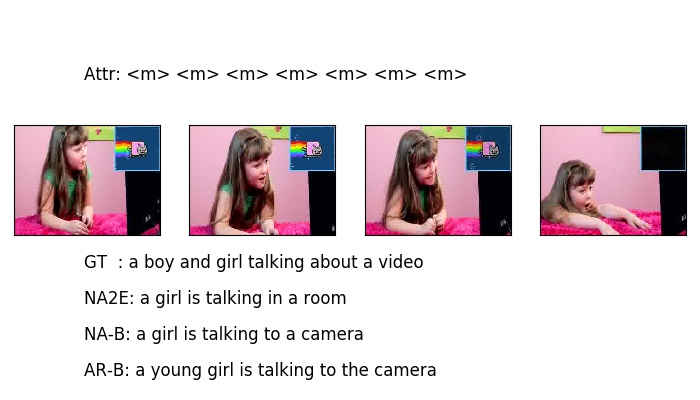 Attr: <m> <m> <m> <m> <m> <m> <m>
GT  : a boy and girl talking about a video
NA2E: a girl is talking in a room
NA-B: a girl is talking to a camera
AR-B: a young girl is talking to the camera